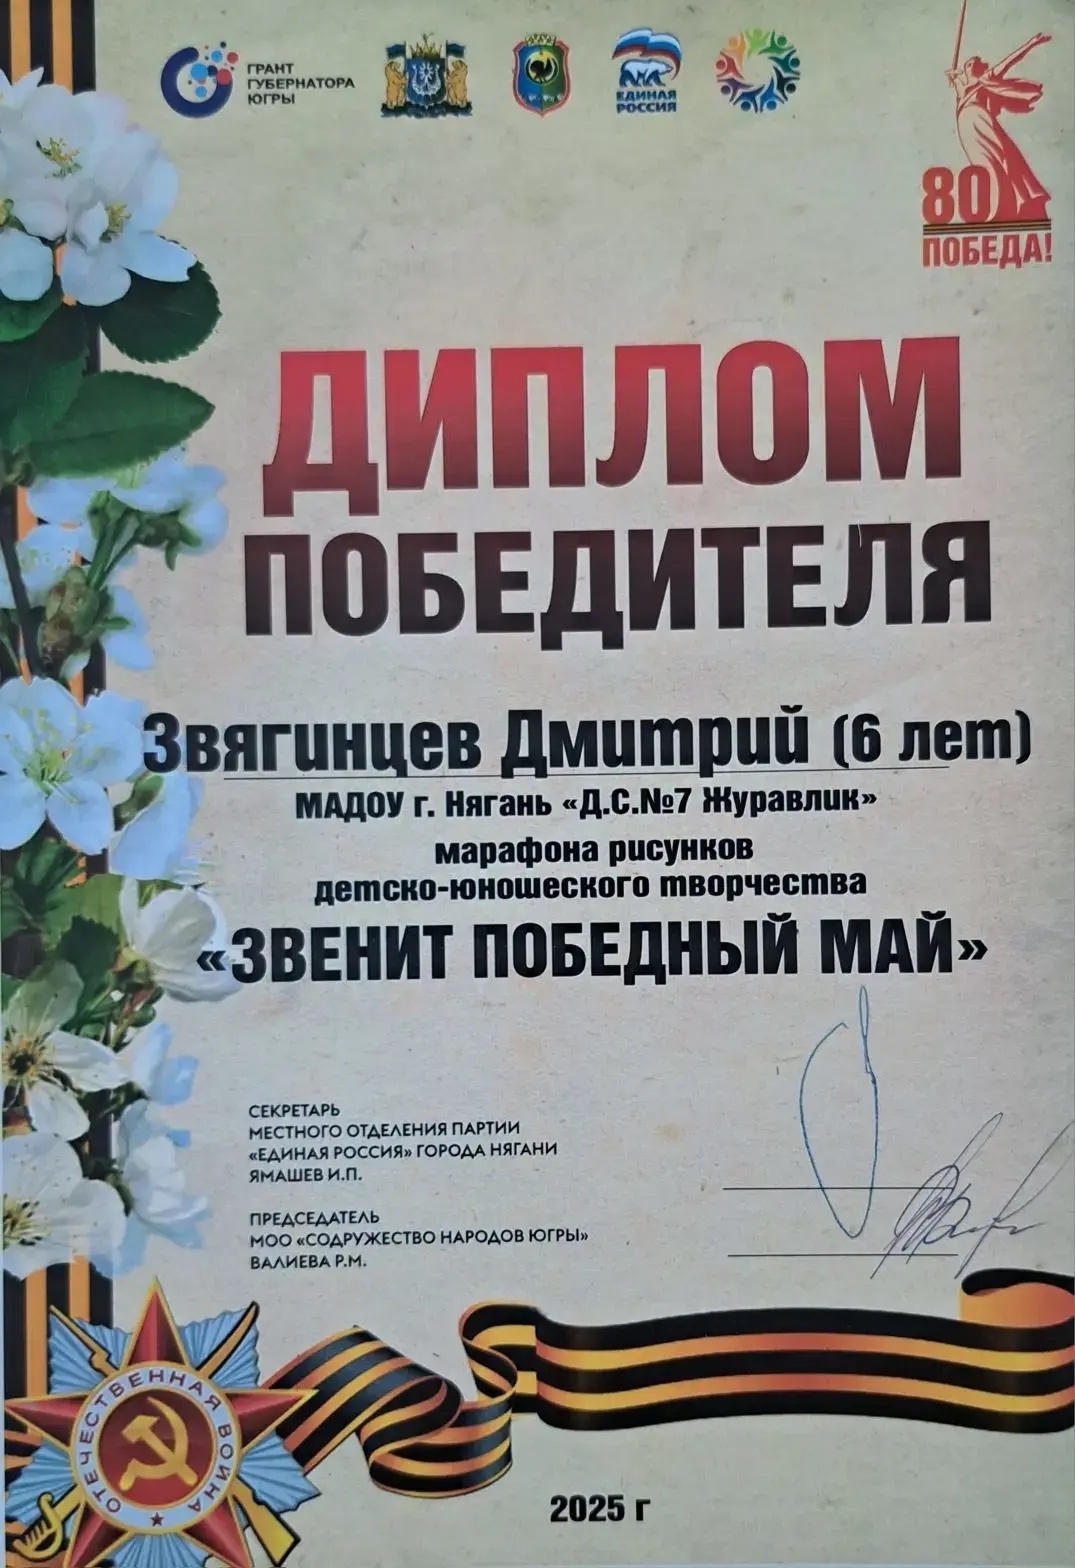 ГРАНТ
ГУБЕРНАТОРА
ЮГРЫ
ЕДИНАЯ
РОССИЯ
80
ПОБЕДА!
ДИПЛОМ
ПОБЕДИТЕЛЯ
Звягинцев Дмитрий (6 лет)
МАДОУ г. Нягань «Д.С.№7 Журавлик»
марафона рисунков
детско-юношеского творчества
«ЗВЕНИТ ПОБЕДНЫЙ МАЙ»
СЕКРЕТАРЬ
МЕСТНОГО ОТДЕЛЕНИЯ ПАРТИИ
«ЕДИНАЯ РОССИЯ» ГОРОДА НЯГАНИ
ЯМАШЕВ И.П.
ПРЕДСЕДАТЕЛЬ
МОО «СОДРУЖЕСТВО НАРОДОВ ЮГРЫ»
ВАЛИЕВА Р.М.
ОТЕЧЕСТВЕННАЯ ВОЙНА
2025 г